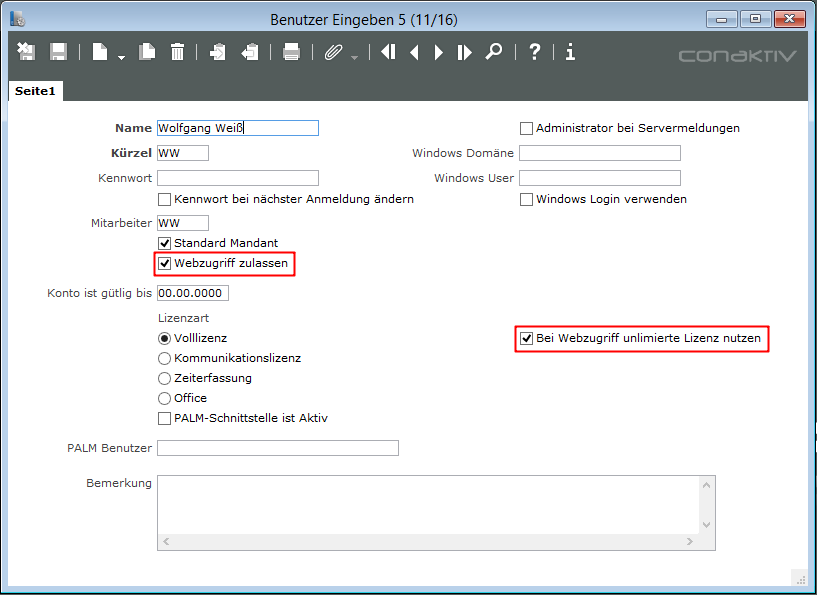 Benutzer Eingeben 5 (11/16)
conaktiv
Seite1
Name Wolfgang Weiß
Administrator bei Servermeldungen
Kürzel WW
Windows Domäne
Kennwort
Windows User
Kennwort bei nächster Anmeldung ändern
Windows Login verwenden
Mitarbeiter WW
Standard Mandant
Webzugriff zulassen
Konto ist gütlig bis 00.00.0000
Lizenzart
Volllizenz
Bei Webzugriff unlimierte Lizenz nutzen
Kommunikationslizenz
Zeiterfassung
Office
PALM-Schnittstelle ist Aktiv
PALM Benutzer
Bemerkung